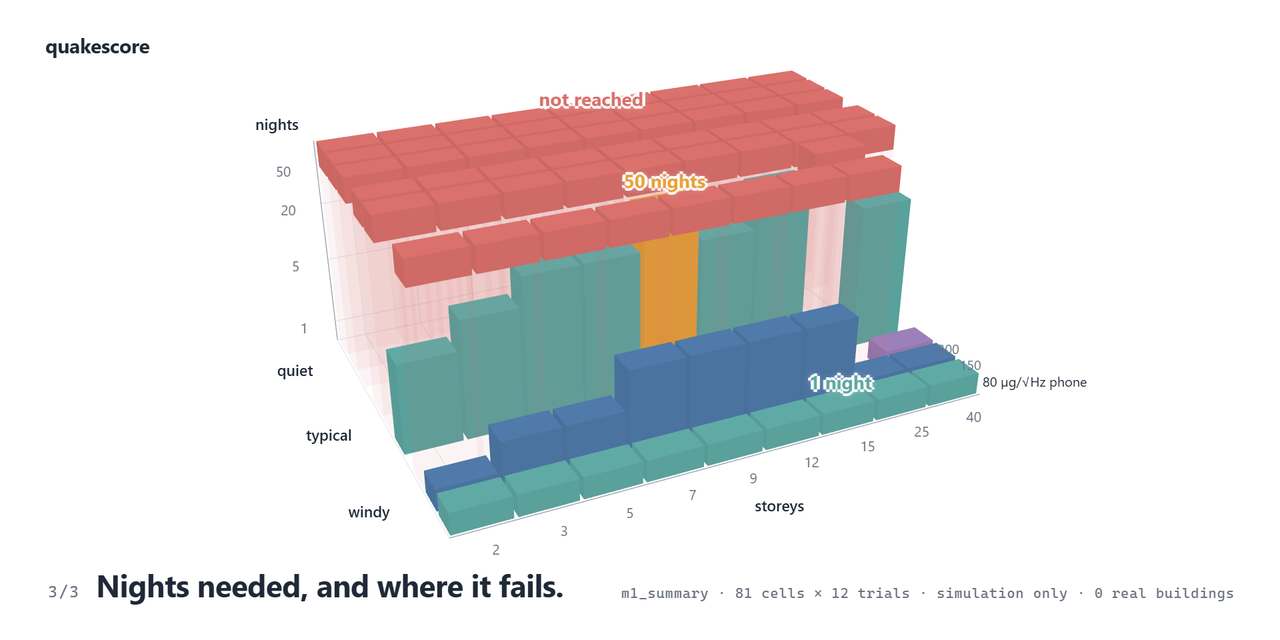 quakescore
not reached
nights
50
50 nights
20
5
1
quiet
200
150
1 night
80 µg/√Hz phone
40
25
typical
15
12
9
storeys
7
windy
5
3
2
3/3 Nights needed, and where it fails.
m1_summary · 81 cells × 12 trials · simulation only · 0 real buildings